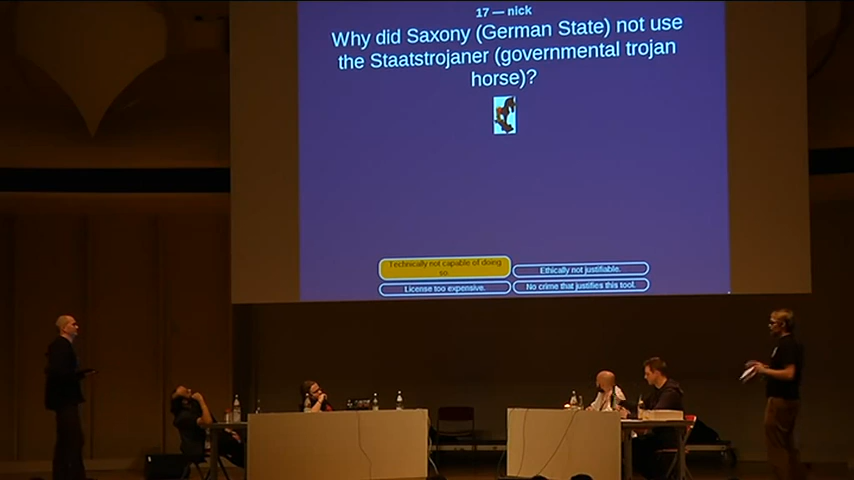 17 — nick
Why did Saxony (German State) not use
the Staatstrojaner (governmental trojan
horse)?
Technically not capable of doing
so.
Ethically not justifiable.
License too expensive.
No crime that justifies this tool.